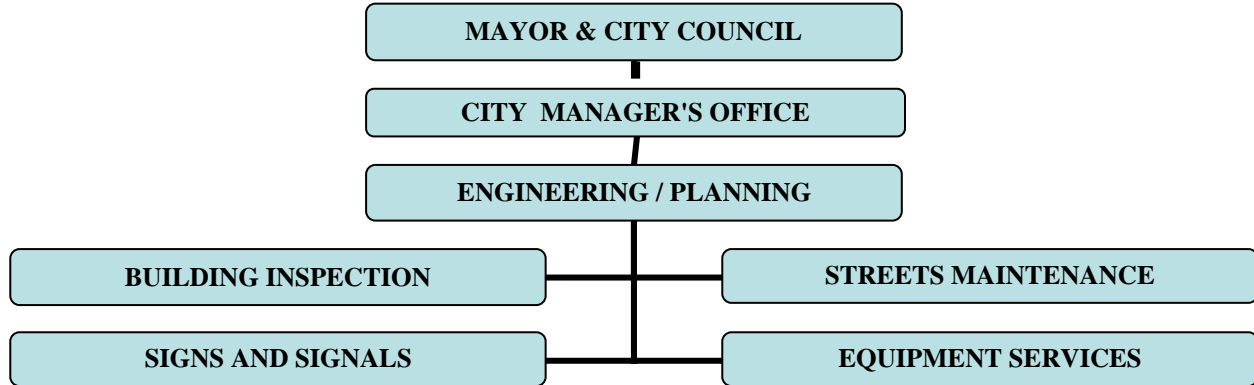 MAYOR & CITY COUNCIL
CITY MANAGER'S OFFICE
ENGINEERING / PLANNING
BUILDING INSPECTION
STREETS MAINTENANCE
SIGNS AND SIGNALS
EQUIPMENT SERVICES